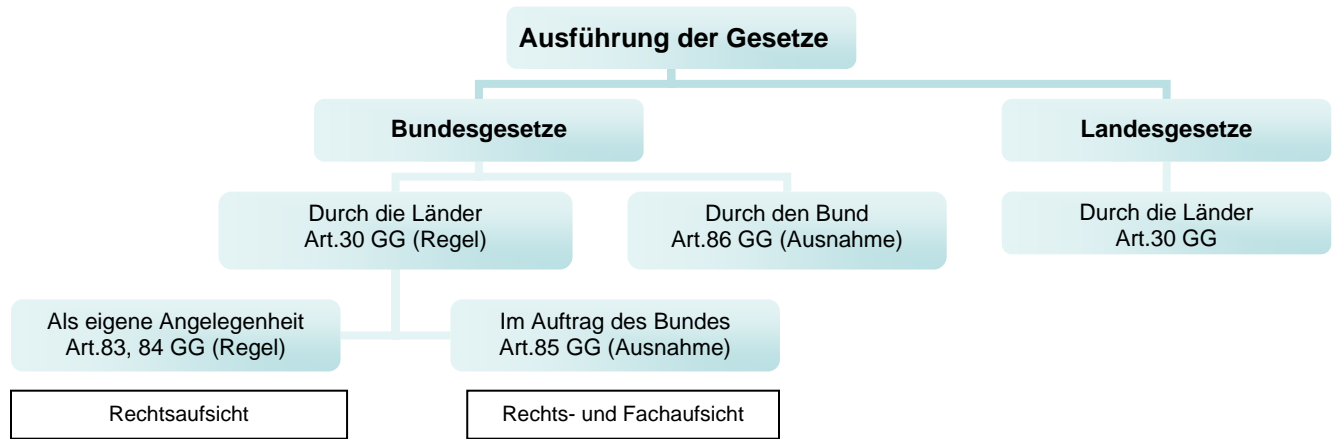 Ausführung der Gesetze
Bundesgesetze
Landesgesetze
Durch die Länder
Art.30 GG (Regel)
Durch den Bund
Art.86 GG (Ausnahme)
Durch die Länder
Art.30 GG
Als eigene Angelegenheit
Art.83, 84 GG (Regel)
Im Auftrag des Bundes
Art.85 GG (Ausnahme)
Rechtsaufsicht
Rechts- und Fachaufsicht